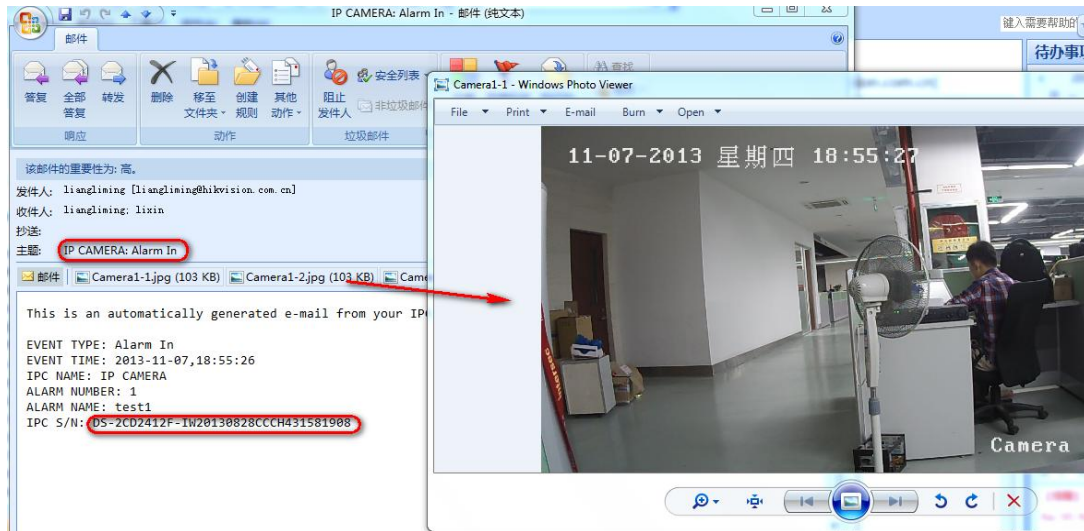 IP CAMERA: Alarm In - 邮件 (纯文本)
邮件
键入需要帮助的
待办事项
答复
全部答复
转发
删除
移至文件夹
创建规则
其他动作
阻止发件人
安全列表
非垃圾邮件
查找
响应
动作
垃圾邮件
该邮件的重要性为: 高。
发件人: liangliming [liangliming@hikvision.com.cn]
收件人: liangliming; lixin
抄送:
主题: IP CAMERA: Alarm In
邮件 Camera1-1.jpg (103 KB) Camera1-2.jpg (103 KB) Came
This is an automatically generated e-mail from your IP
EVENT TYPE: Alarm In
EVENT TIME: 2013-11-07,18:55:26
IPC NAME: IP CAMERA
ALARM NUMBER: 1
ALARM NAME: test1
IPC S/N: DS-2CD2412F-IW20130828CCCH431581908
Camera1-1 - Windows Photo Viewer
File Print E-mail Burn Open
11-07-2013 星期四 18:55:27
Camera